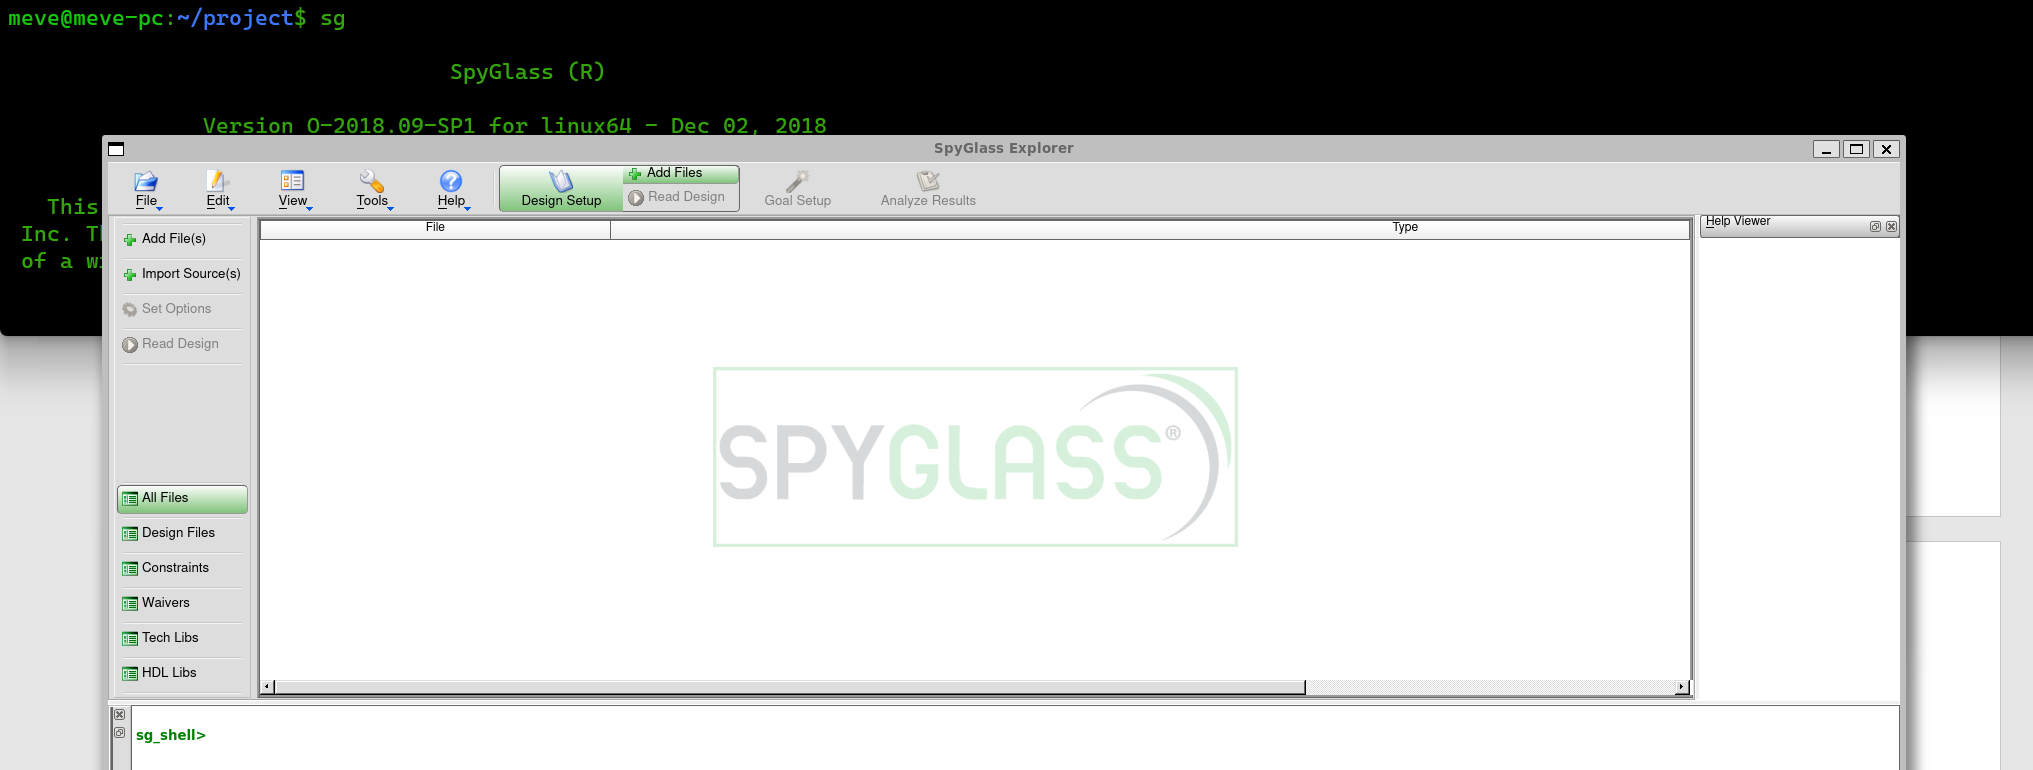 meve@meve-pc:~/project$ sg
SpyGlass (R)
Version O-2018.09-SP1 for linux64 - Dec 02, 2018
This
Inc.
of a
SpyGlass Explorer
File Edit View Tools Help Design Setup Add Files Read Design Goal Setup Analyze Results
Add File(s)
Import Source(s)
Set Options
Read Design
File Type
Help Viewer
SPYGLASS®
All Files
Design Files
Constraints
Waivers
Tech Libs
HDL Libs
sg_shell>